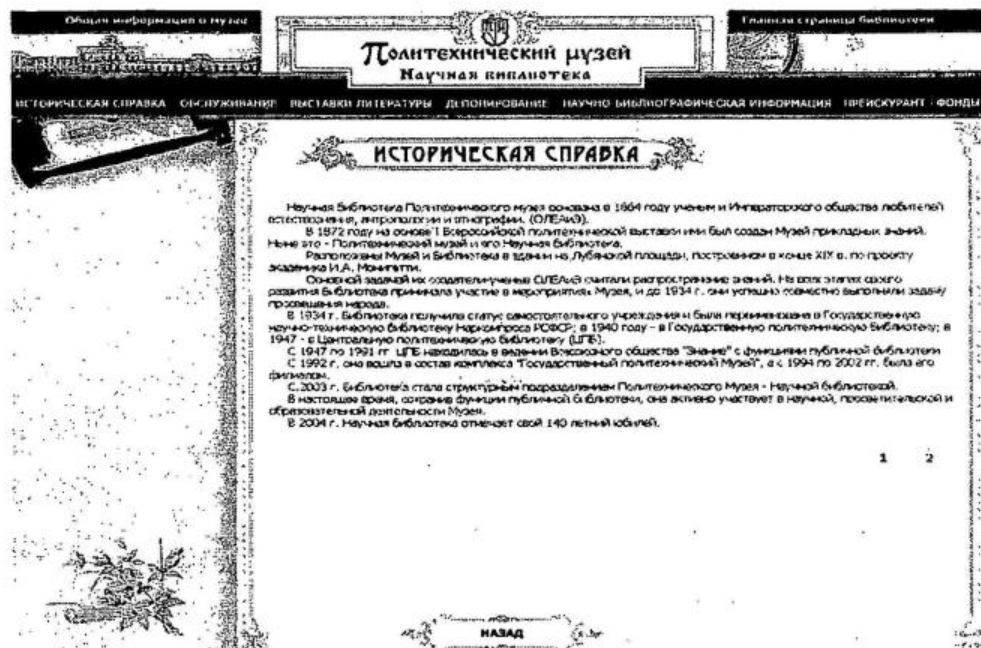 Общая информация о музее
Главная страница библиотеки
Политехнический музей
Научная библиотека
ИСТОРИЧЕСКАЯ СПРАВКА ОБСЛУЖИВАНИЕ ВЫСТАВКИ ЛИТЕРАТУРЫ ДЕПОНИРОВАНИЕ НАУЧНО-БИБЛИОГРАФИЧЕСКАЯ ИНФОРМАЦИЯ ПРЕЙСКУРАНТ ФОНДЫ
ИСТОРИЧЕСКАЯ СПРАВКА
Научная Библиотека Политехнического музея основана в 1864 году ученым и Императорского общества любителей
естествознания, антропологии и этнографии. (ОЛЕАиЭ).
В 1872 году на основе I Всероссийской политехнической выставки ими был создан Музей прикладных знаний.
Ныне это - Политехнический музей и его Научная библиотека.
Расположены Музей и Библиотека в здании на Лубянской площади, построенном в конце XIX в. по проекту
академика И.А. Монигетти.
Основной задачей их создатели-ученые ОЛЕАиЭ считали распространение знаний. На всех этапах своего
развития Библиотека принимала участие в мероприятиях Музея, и до 1934 г. они успешно совместно выполняли задачу
просвещения народа.
В 1934 г. Библиотека получила статус самостоятельного учреждения и была переименована в Государственную
научно-техническую библиотеку Наркомпроса РСФСР; в 1940 году - в Государственную политехническую библиотеку; в
1947 - в Центральную политехническую библиотеку (ЦПБ).
С 1947 по 1991 гг. ЦПБ находилась в ведении Всесоюзного общества "Знание" с функциями публичной библиотеки
С 1992 г. она вошла в состав комплекса "Государственный политехнический Музей", а с 1994 по 2002 гг. была его
филиалом.
С 2003 г. Библиотека стала структурным подразделением Политехнического Музея - Научной библиотекой.
В настоящее время, сохранив функции публичной библиотеки, она активно участвует в научной, просветительской и
образовательной деятельности Музея.
В 2004 г. Научная библиотека отмечает свой 140 летний юбилей.
1 2
НАЗАД